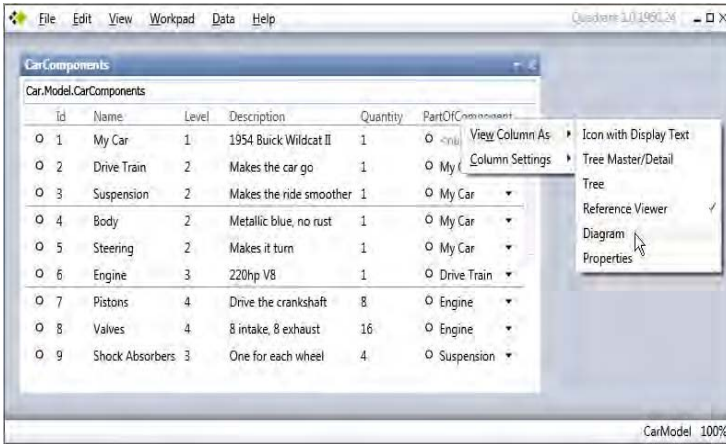 File Edit View Workpad Data Help Quadrant 1.0.1960.24
CarComponents
Car.Model.CarComponents
Id Name Level Description Quantity PartOfComponent
1 My Car 1 1954 Buick Wildcat II 1
2 Drive Train 2 Makes the car go 1 My
3 Suspension 2 Makes the ride smoother 1 My Car
4 Body 2 Metallic blue, no rust 1 My Car
5 Steering 2 Makes it turn 1 My Car
6 Engine 3 220hp V8 1 Drive Train
7 Pistons 4 Drive the crankshaft 8 Engine
8 Valves 4 8 intake, 8 exhaust 16 Engine
9 Shock Absorbers 3 One for each wheel 4 Suspension
View Column As
Column Settings
Icon with Display Text
Tree Master/Detail
Tree
Reference Viewer
Diagram
Properties
CarModel 100%